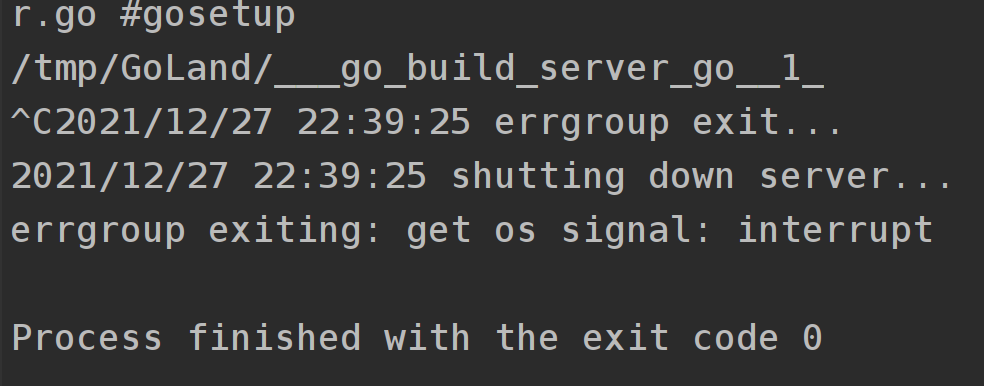 r.go #gosetup
/tmp/GoLand/___go_build_server_go__1_
^C2021/12/27 22:39:25 errgroup exit...
2021/12/27 22:39:25 shutting down server...
errgroup exiting: get os signal: interrupt
Process finished with the exit code 0